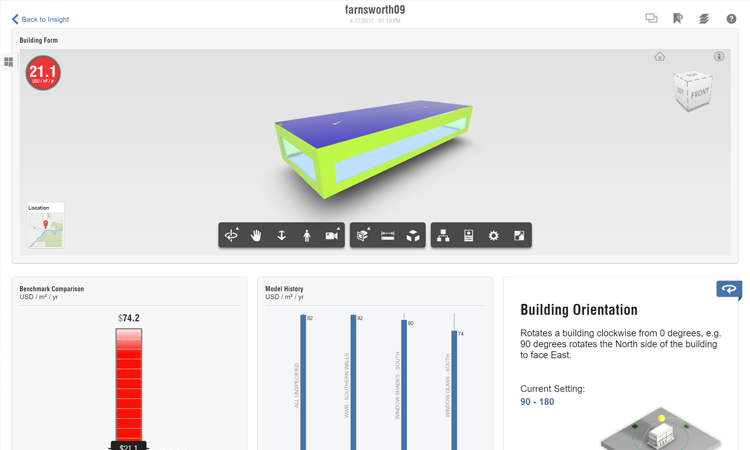 farnsworth09
Back to Insight
4 12 2017 - 01:18 PM
Building Form
21.1
USD / m² / yr
FRONT
Location
Benchmark Comparison
USD / m² / yr
$74.2
$21.1
Model History
USD / m² / yr
82
82
80
74
ALL UNSPECIFIED
WWR - SOUTHERN WALLS
WINDOW SHADES - SOUTH
WINDOW GLASS - SOUTH
Building Orientation
Rotates a building clockwise from 0 degrees, e.g.
90 degrees rotates the North side of the building
to face East.
Current Setting:
90 - 180